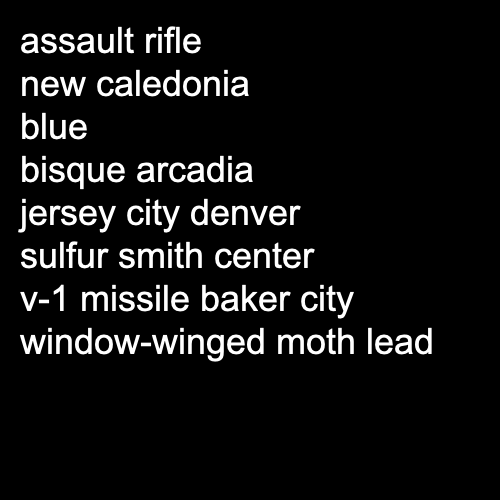 assault rifle
new caledonia
blue
bisque arcadia
jersey city denver
sulfur smith center
v-1 missile baker city
window-winged moth lead